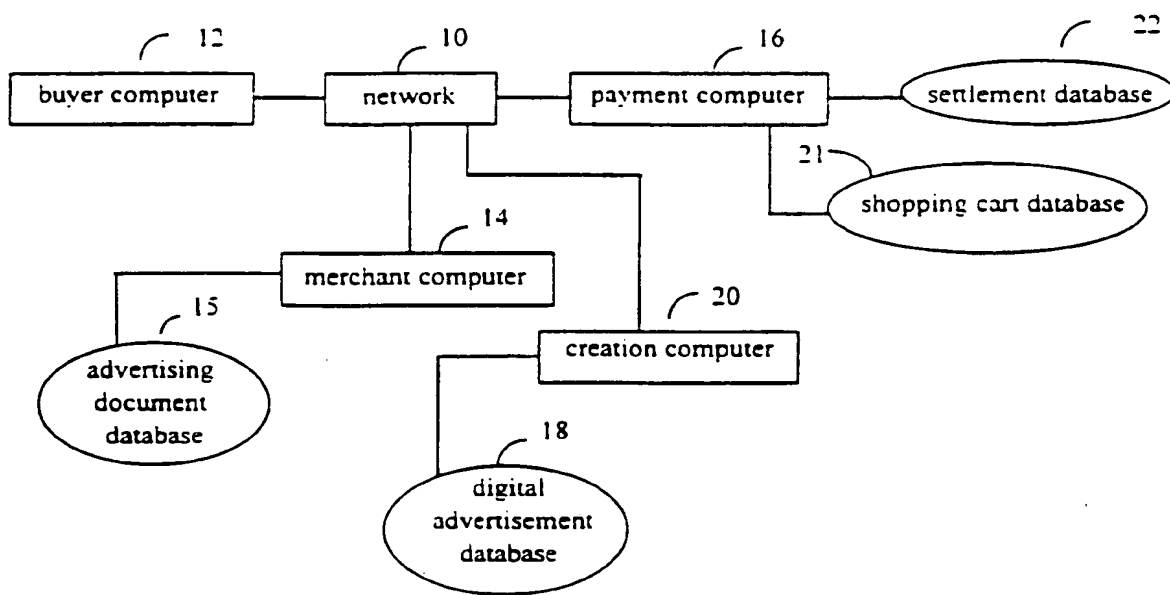 12
10
16
22
buyer computer
network
payment computer
settlement database
21
shopping cart database
14
merchant computer
15
20
advertising
document
database
creation computer
18
digital
advertisement
database